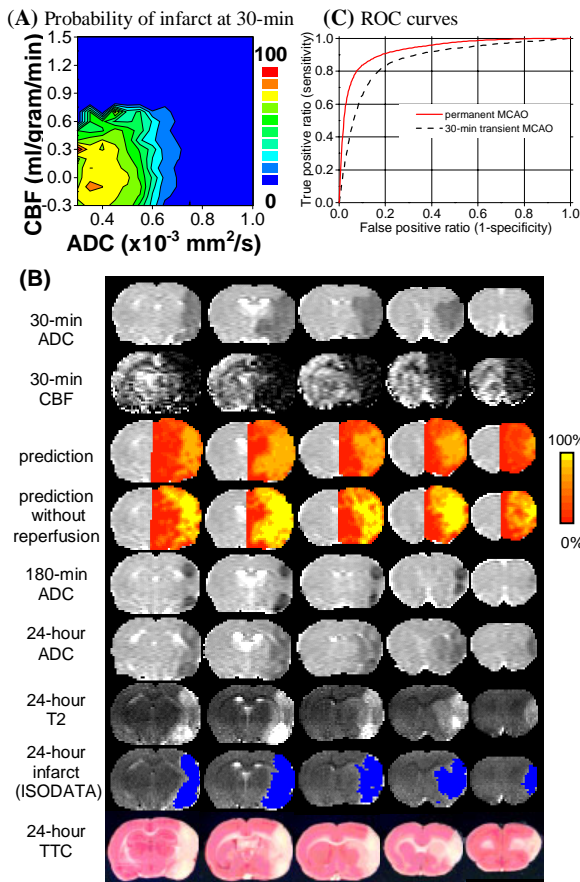 (A) Probability of infarct at 30-min
100
0
1.5
1.2
0.9
0.6
0.3
0.0
-0.3
CBF (ml/gram/min)
0.4
0.6
0.8
1.0
ADC (x10-3 mm2/s)
(C) ROC curves
1.0
0.8
0.6
0.4
0.2
0.0
True positive ratio (sensitivity)
permanent MCAO
30-min transient MCAO
0.0
0.2
0.4
0.6
0.8
1.0
False positive ratio (1-specificity)
(B)
30-min
ADC
30-min
CBF
prediction
prediction
without
reperfusion
100%
0%
180-min
ADC
24-hour
ADC
24-hour
T2
24-hour
infarct
(ISODATA)
24-hour
TTC